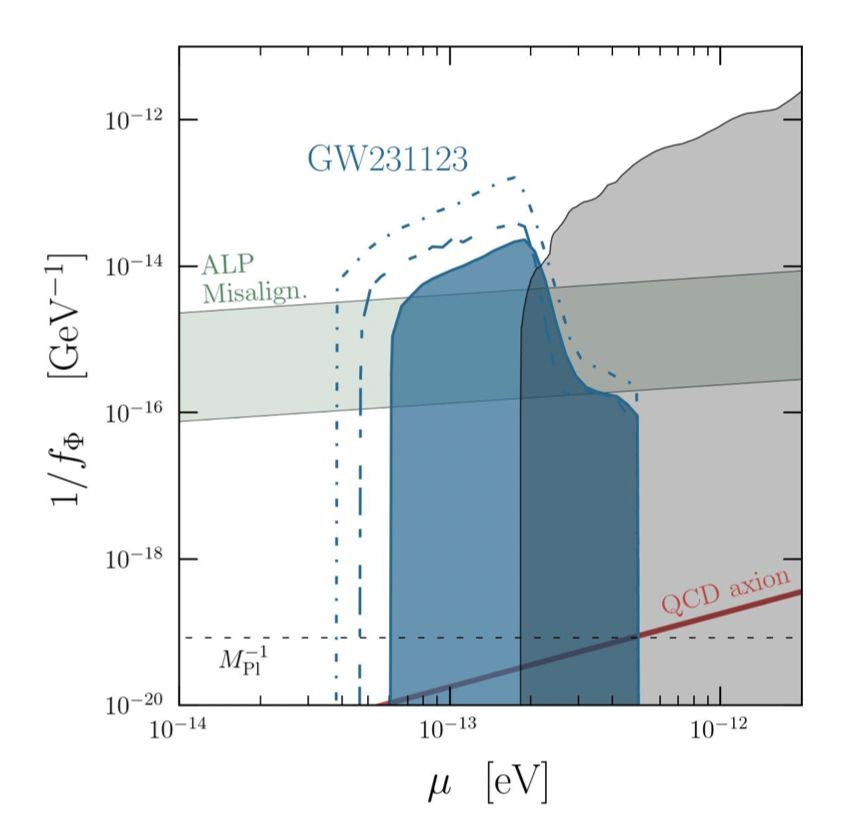 GW231123
ALP
Misalign.
QCD axion
M_Pl^−1
10^−12
10^−14
10^−16
10^−18
10^−20
1/f_Φ [GeV^−1]
10^−14
10^−13
10^−12
μ [eV]